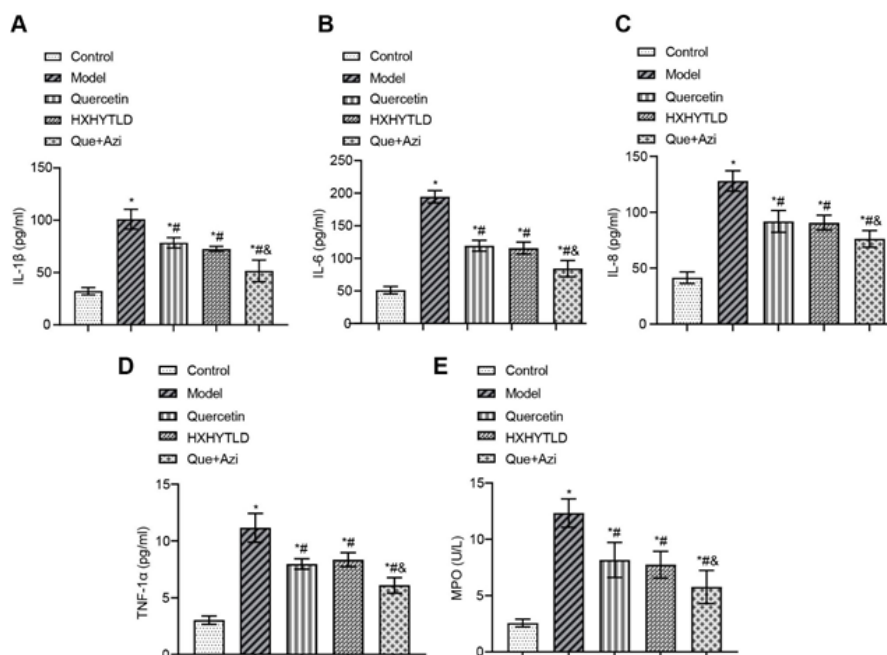 A
Control
Model
Quercetin
HXHYTLD
Que+Azi
IL-1β (pg/ml)
150
100
50
0
*
*#
*#
*#&
B
Control
Model
Quercetin
HXHYTLD
Que+Azi
IL-6 (pg/ml)
250
200
150
100
50
0
*
*#
*#
*#&
C
Control
Model
Quercetin
HXHYTLD
Que+Azi
IL-8 (pg/ml)
150
100
50
0
*
*#
*#
*#&
D
Control
Model
Quercetin
HXHYTLD
Que+Azi
TNF-1α (pg/ml)
15
10
5
0
*
*#
*#
*#&
E
Control
Model
Quercetin
HXHYTLD
Que+Azi
MPO (U/L)
15
10
5
0
*
*#
*#
*#&